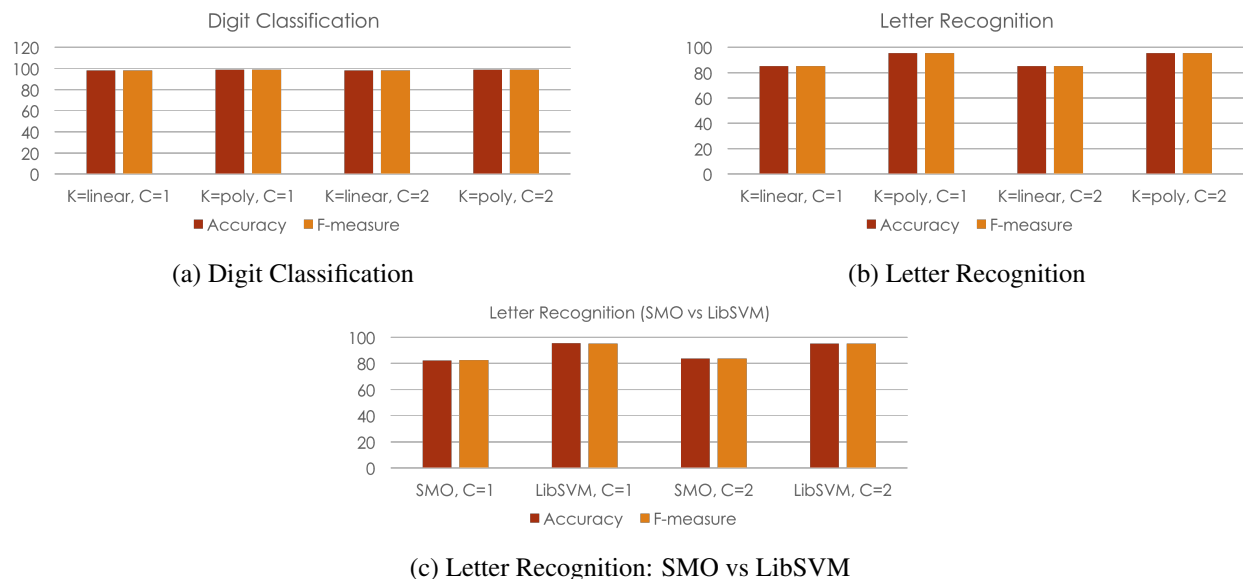 Digit Classification
120
100
80
60
40
20
0
K=linear, C=1 K=poly, C=1 K=linear, C=2 K=poly, C=2
Accuracy F-measure
(a) Digit Classification
Letter Recognition
100
80
60
40
20
0
K=linear, C=1 K=poly, C=1 K=linear, C=2 K=poly, C=2
Accuracy F-measure
(b) Letter Recognition
Letter Recognition (SMO vs LibSVM)
100
80
60
40
20
0
SMO, C=1 LibSVM, C=1 SMO, C=2 LibSVM, C=2
Accuracy F-measure
(c) Letter Recognition: SMO vs LibSVM